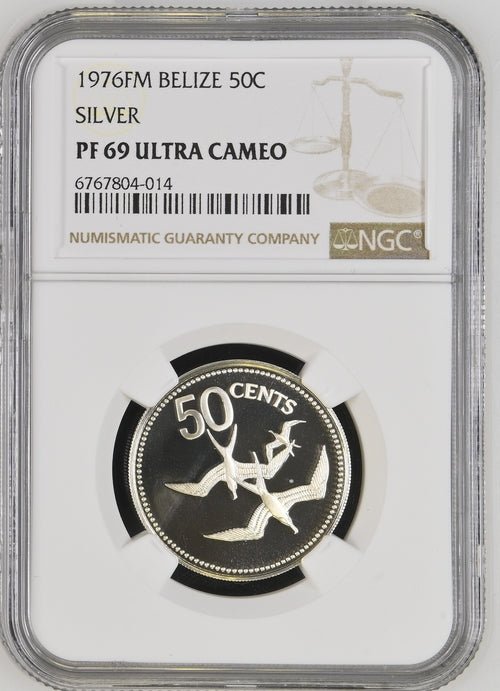 1976FM BELIZE 50C
SILVER
PF 69 ULTRA CAMEO
6767804-014
NUMISMATIC GUARANTY COMPANY
NGC®
50 CENTS